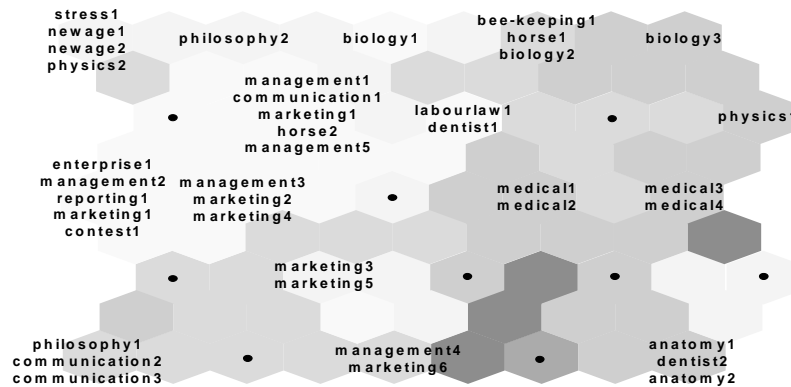 stress1
newage1
newage2
physics2
philosophy2
biology1
bee-keeping1
horse1
biology2
biology3
management1
communication1
marketing1
horse2
management5
labourlaw1
dentist1
physics1
enterprise1
management2
reporting1
marketing1
contest1
management3
marketing2
marketing4
medical1
medical2
medical3
medical4
marketing3
marketing5
philosophy1
communication2
communication3
management4
marketing6
anatomy1
dentist2
anatomy2